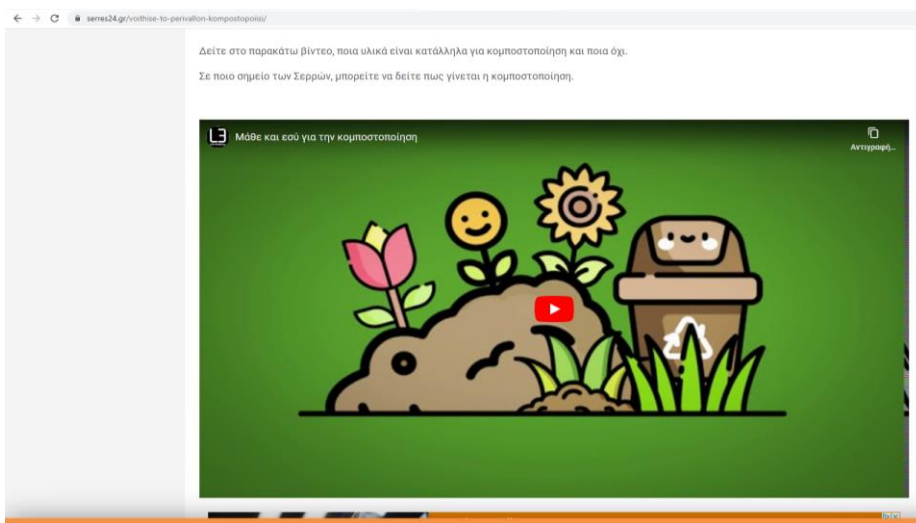 serres24.gr/voithise-to-perivallon-kompostopoiisi/
Δείτε στο παρακάτω βίντεο, ποια υλικά είναι κατάλληλα για κομποστοποίηση και ποια όχι.
Σε ποιο σημείο των Σερρών, μπορείτε να δείτε πως γίνεται η κομποστοποίηση.
L3 Μάθε και εσύ για την κομποστοποίηση
Αντιγραφή...